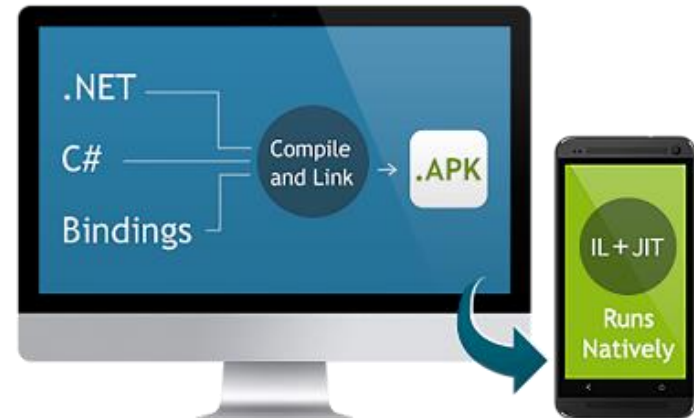 .NET
C#
Bindings
Compile
and Link
.APK
IL+JIT
Runs
Natively